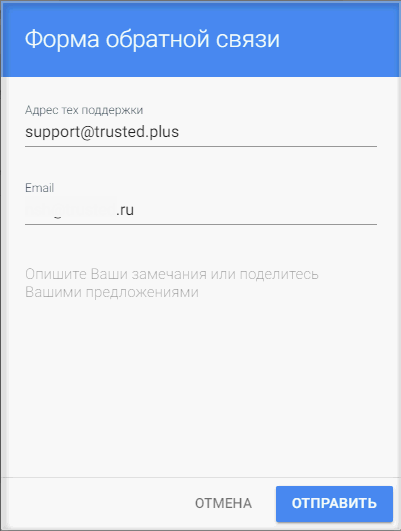 Форма обратной связи
Адрес тех поддержки
support@trusted.plus
Email
.ru
Опишите Ваши замечания или поделитесь
Вашими предложениями
ОТМЕНА
ОТПРАВИТЬ